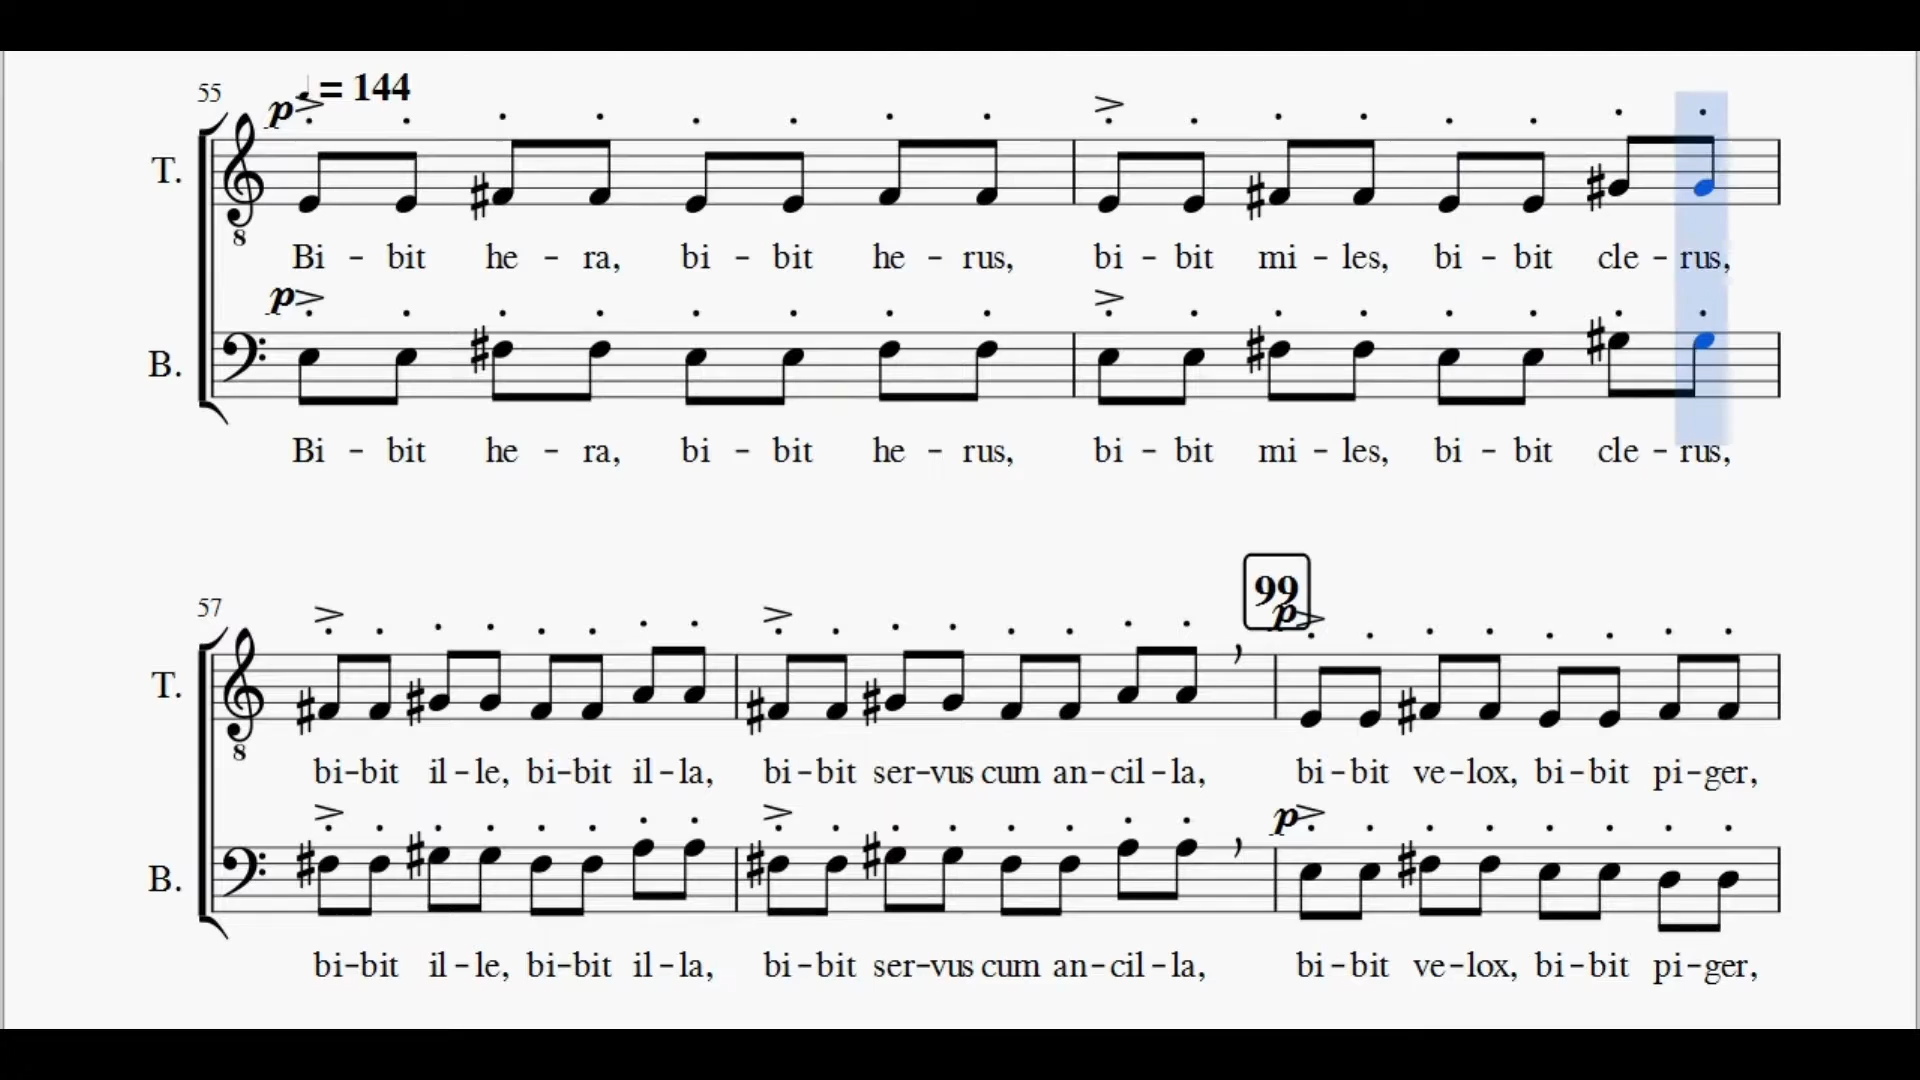 55 ♩ = 144
p
T.
8
Bi - bit he - ra, bi - bit he - rus, bi - bit mi - les, bi - bit cle - rus,
p
B.
Bi - bit he - ra, bi - bit he - rus, bi - bit mi - les, bi - bit cle - rus,
99
57
p
T.
8
bi-bit il-le, bi-bit il-la, bi-bit ser-vus cum an-cil-la, bi-bit ve-lox, bi-bit pi-ger,
p
B.
bi-bit il-le, bi-bit il-la, bi-bit ser-vus cum an-cil-la, bi-bit ve-lox, bi-bit pi-ger,